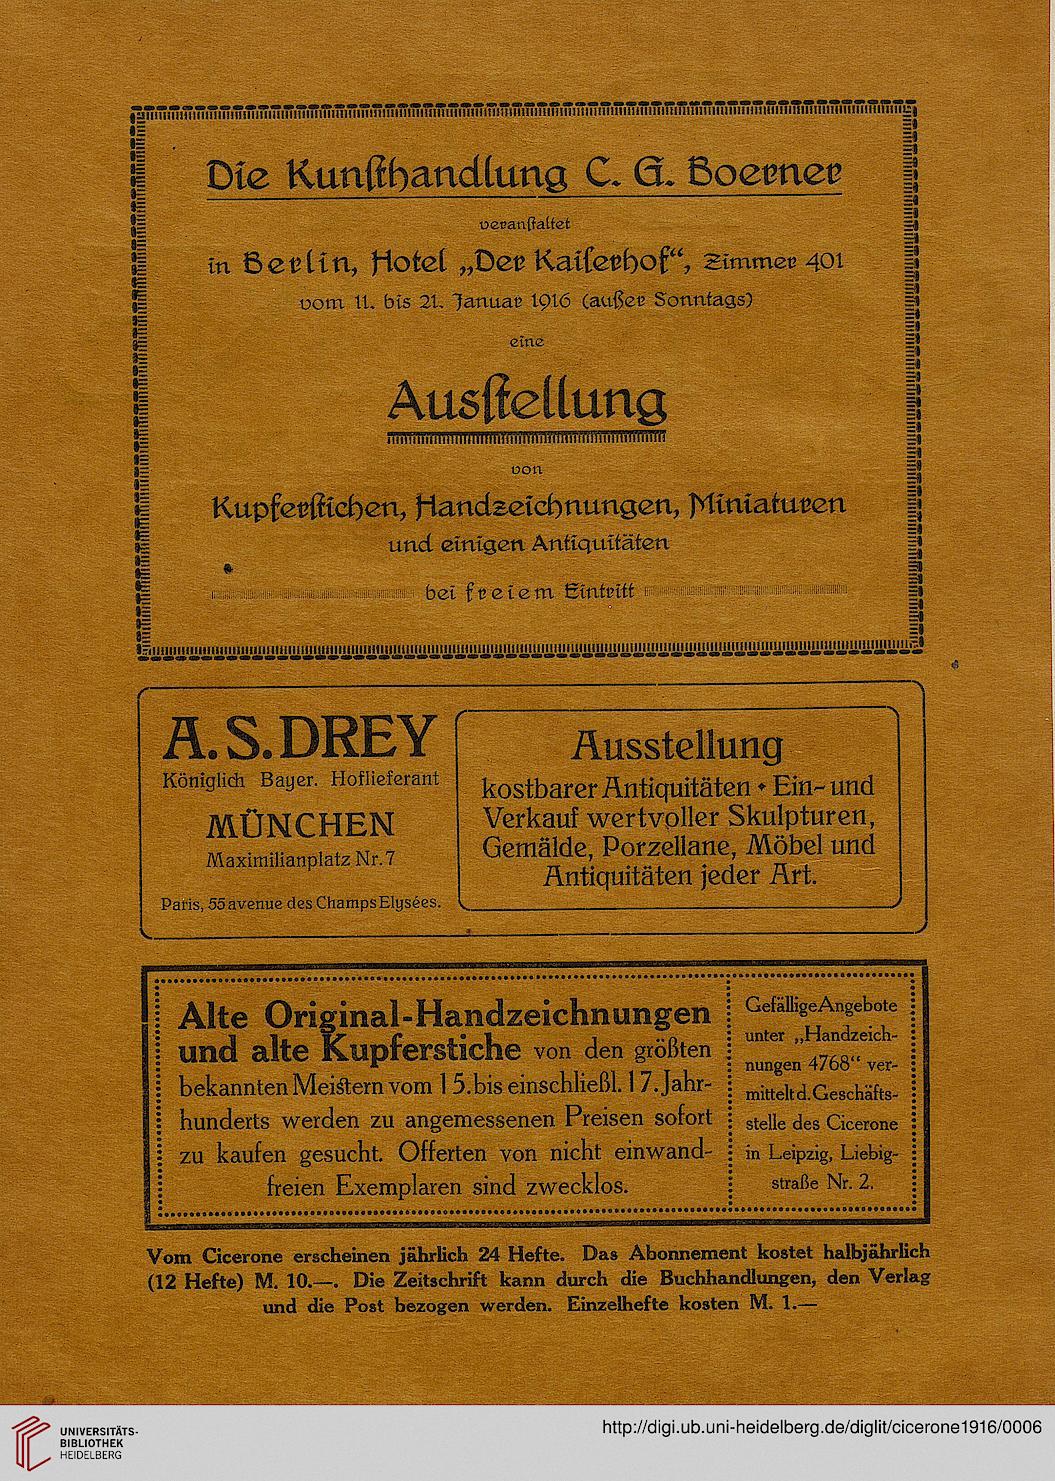 Die Kunſthandlung C. G. Boerner
veranſtaltet
in Berlin, Hotel „Der Kaiſerhof“, Zimmer 401
vom 11. bis 21. Januar 1916 (außer Sonntags)
eine
Ausſtellung
von
Kupferſtichen, Handzeichnungen, Miniaturen
und einigen Antiquitäten
bei freiem Eintritt
A. S. DREY
Königlich Bayer. Hoflieferant
MÜNCHEN
Maximilianplatz Nr. 7
Paris, 55 avenue des Champs Elysées.
Ausstellung
kostbarer Antiquitäten • Ein- und
Verkauf wertvoller Skulpturen,
Gemälde, Porzellane, Möbel und
Antiquitäten jeder Art.
Alte Original-Handzeichnungen
und alte Kupferstiche von den größten
bekannten Meistern vom 15. bis einschließl. 17. Jahr-
hunderts werden zu angemessenen Preisen sofort
zu kaufen gesucht. Offerten von nicht einwand-
freien Exemplaren sind zwecklos.
Gefällige Angebote
unter „Handzeich-
nungen 4768“ ver-
mittelt d. Geschäfts-
stelle des Cicerone
in Leipzig, Liebig-
straße Nr. 2.
Vom Cicerone erscheinen jährlich 24 Hefte. Das Abonnement kostet halbjährlich
(12 Hefte) M. 10.—. Die Zeitschrift kann durch die Buchhandlungen, den Verlag
und die Post bezogen werden. Einzelhefte kosten M. 1.—
UNIVERSITÄTS-
BIBLIOTHEK
HEIDELBERG
http://digi.ub.uni-heidelberg.de/diglit/cicerone1916/0006